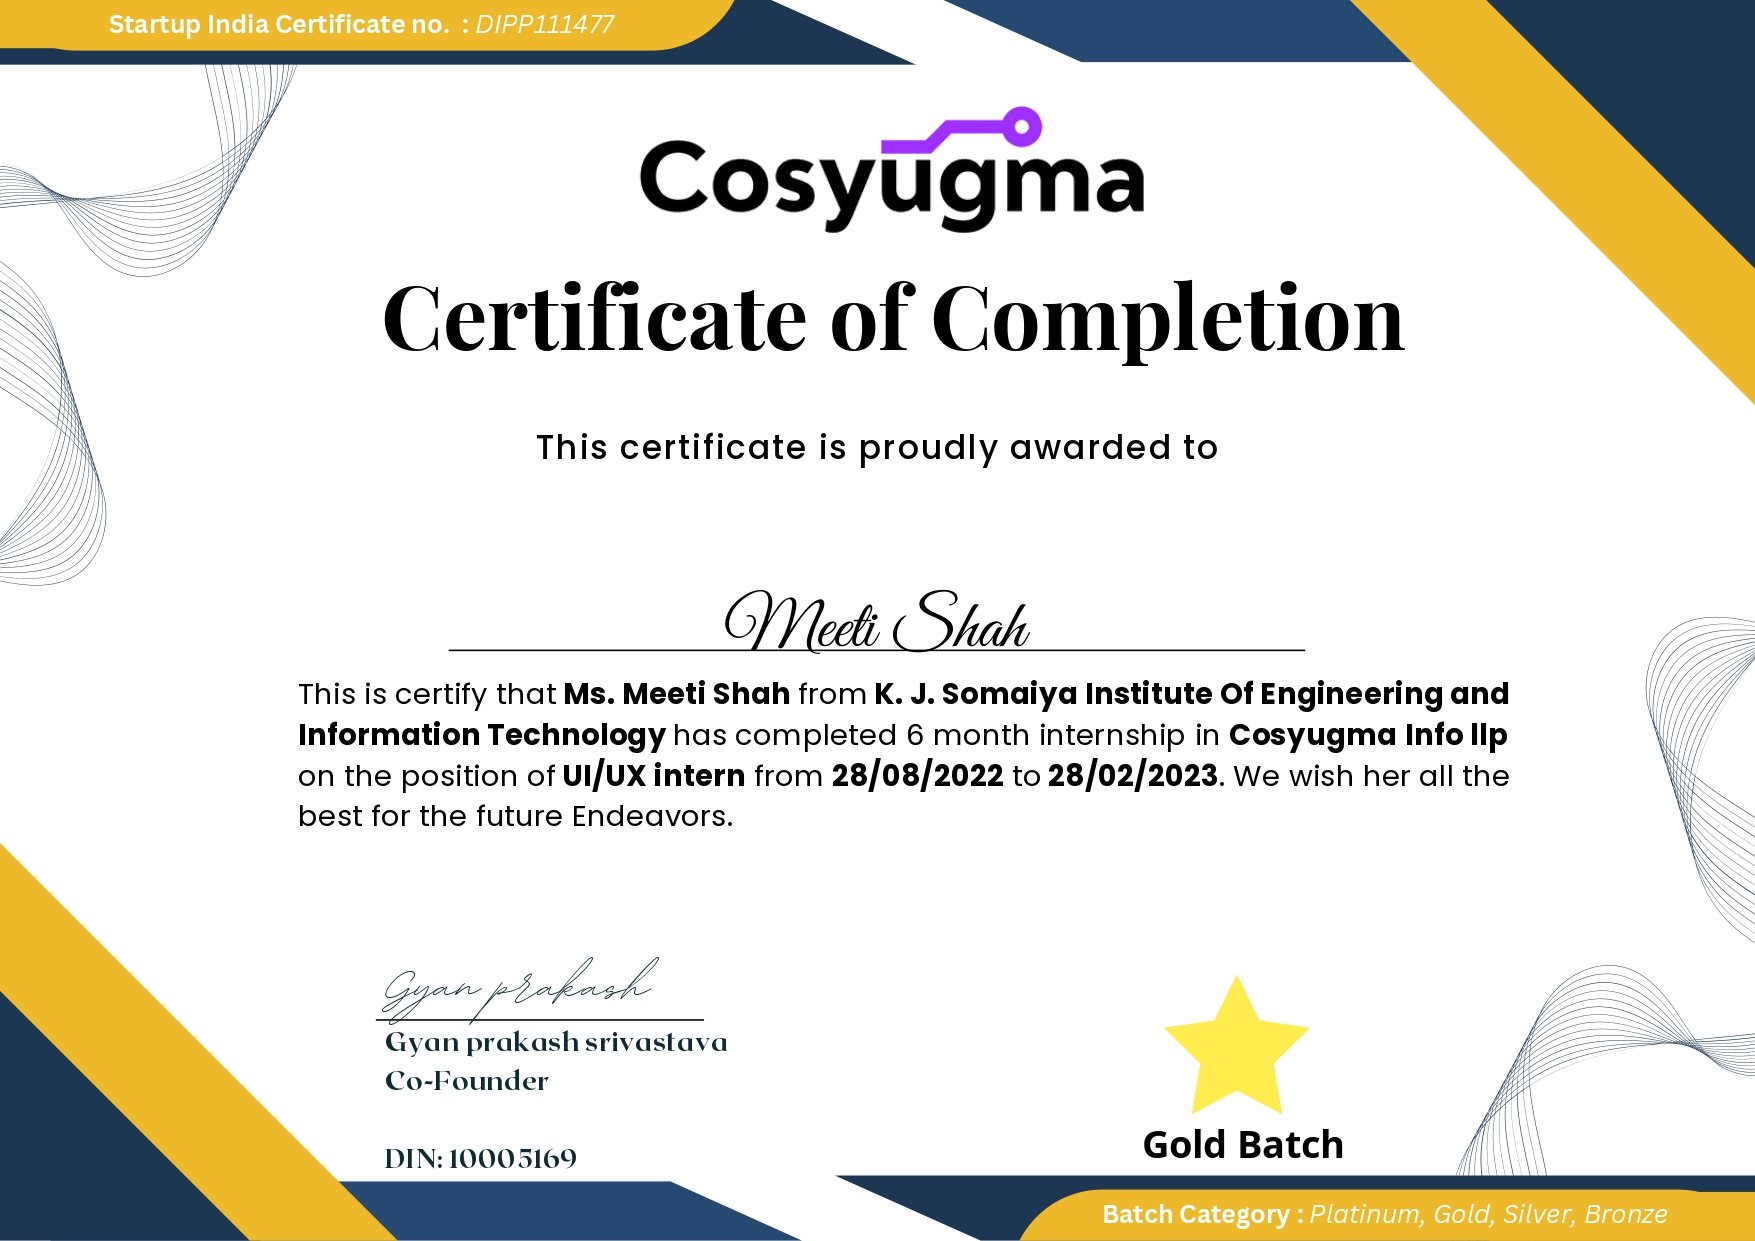 Startup India Certificate no. : DIPP111477
Cosyugma
Certificate of Completion
This certificate is proudly awarded to
Meeti Shah
This is certify that Ms. Meeti Shah from K. J. Somaiya Institute Of Engineering and
Information Technology has completed 6 month internship in Cosyugma Info llp
on the position of UI/UX intern from 28/08/2022 to 28/02/2023. We wish her all the
best for the future Endeavors.
Gyan prakash
Gyan prakash srivastava
Co-Founder
DIN: 10005169
Gold Batch
Batch Category : Platinum, Gold, Silver, Bronze